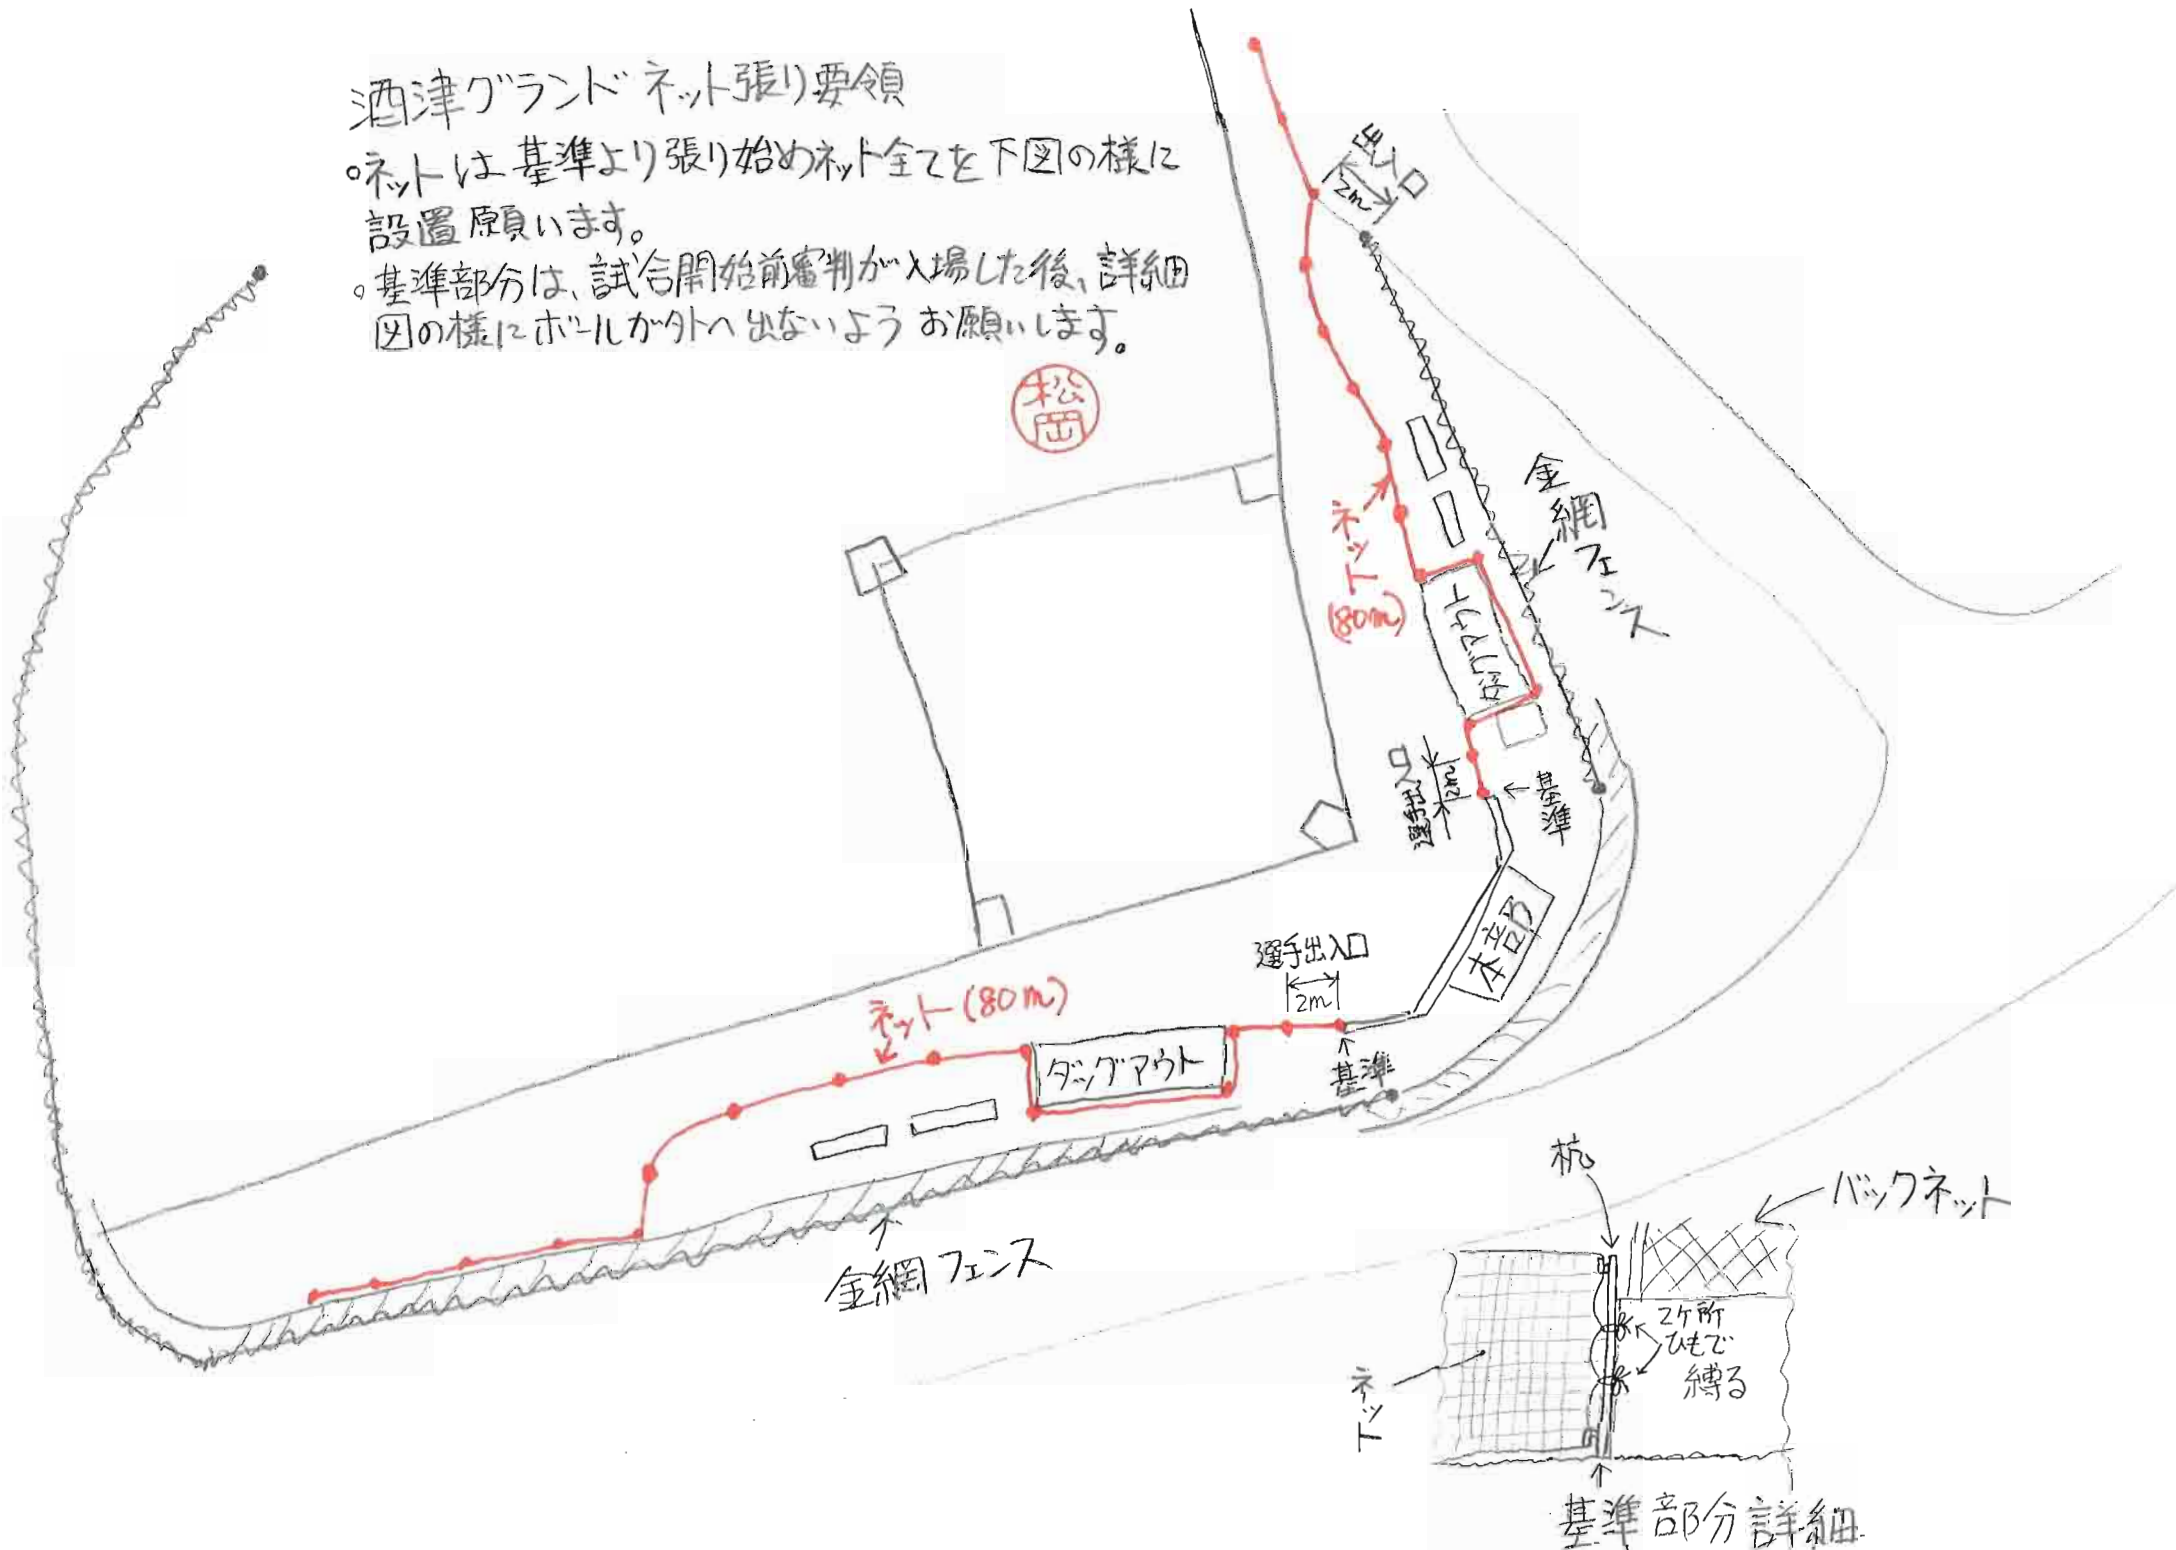 酒津グランドネット張り要領
○ネットは基準より張り始めネット全てを下図の様に
設置願います。
○基準部分は、試合開始前審判が入場した後、詳細
図の様にボールが外へ出ないようお願いします。
松岡
出入口
2m
金網フェンス
ネット
(80m)
ダッグアウト
選手出入口
2m
基準
本部
選手出入口
2m
ネット(80m)
ダッグアウト
基準
金網フェンス
杭
バックネット
2ケ所
ひもで
縛る
ネット
基準部分詳細